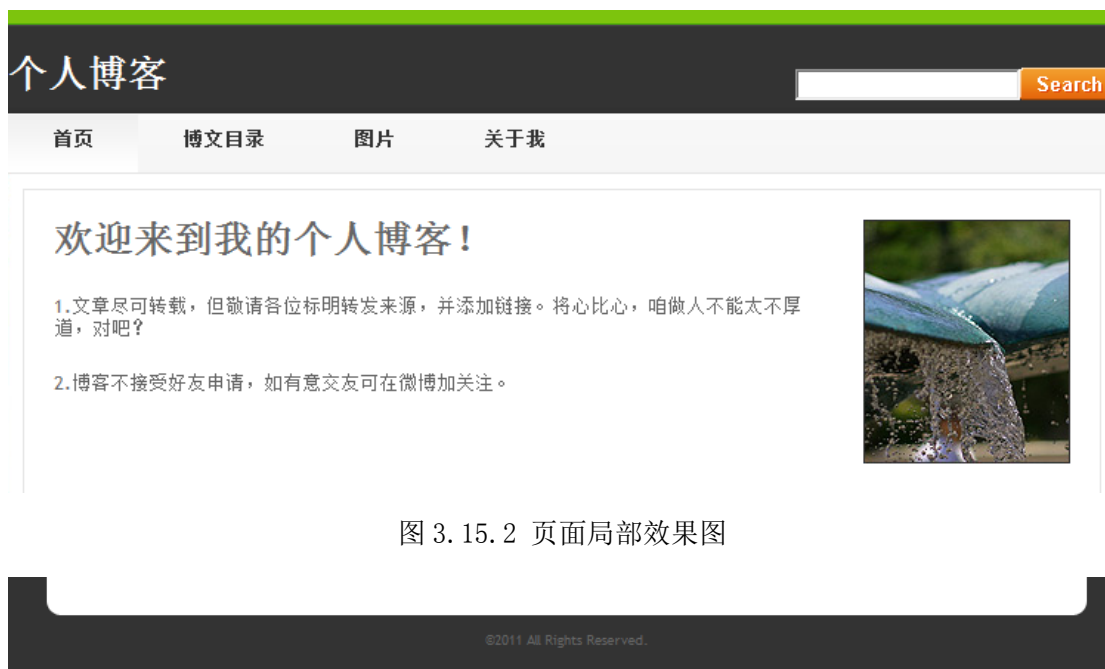 个人博客
Search
首页 博文目录 图片 关于我
欢迎来到我的个人博客！
1.文章尽可转载，但敬请各位标明转发来源，并添加链接。将心比心，咱做人不能太不厚
道，对吧？
2.博客不接受好友申请，如有意交友可在微博加关注。
图 3.15.2 页面局部效果图
©2011 All Rights Reserved.